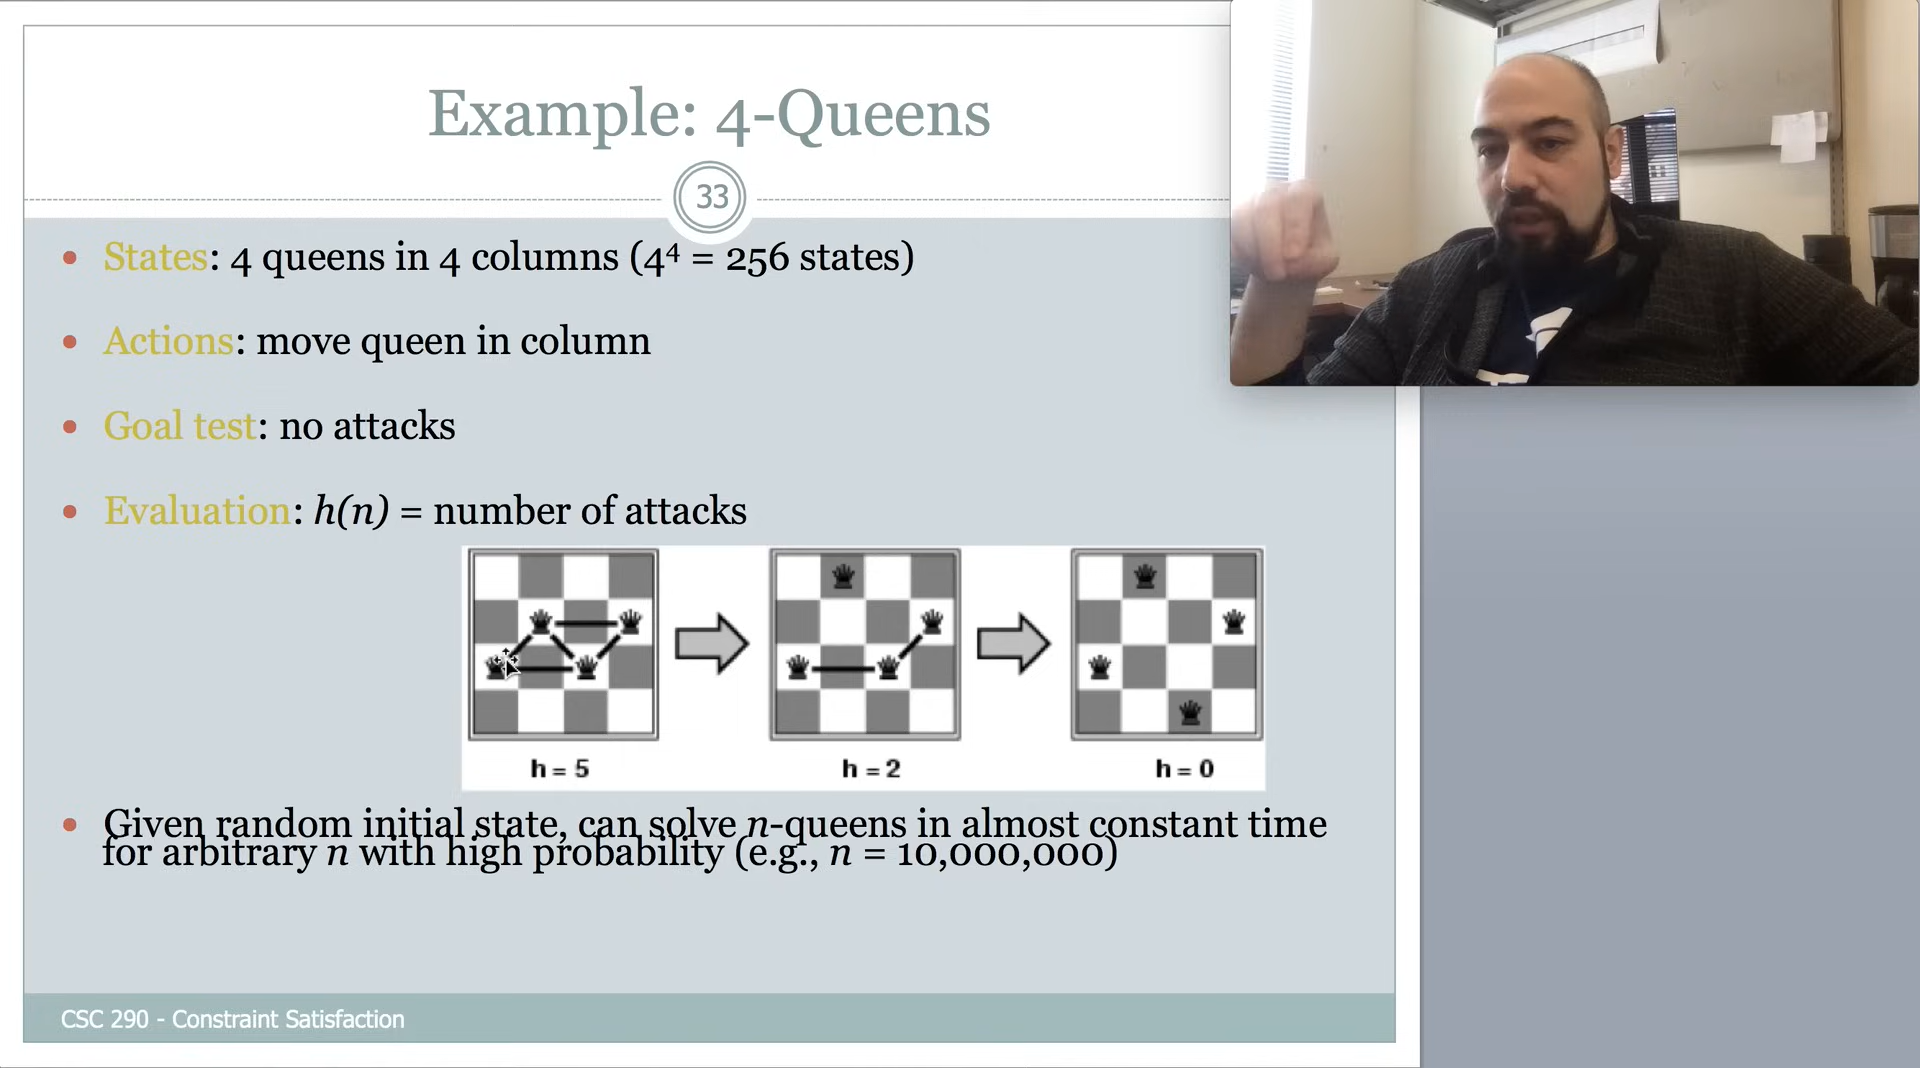 Example: 4-Queens
33
• States: 4 queens in 4 columns (4⁴ = 256 states)
• Actions: move queen in column
• Goal test: no attacks
• Evaluation: h(n) = number of attacks
h = 5
h = 2
h = 0
• Given random initial state, can solve n-queens in almost constant time
for arbitrary n with high probability (e.g., n = 10,000,000)
CSC 290 - Constraint Satisfaction